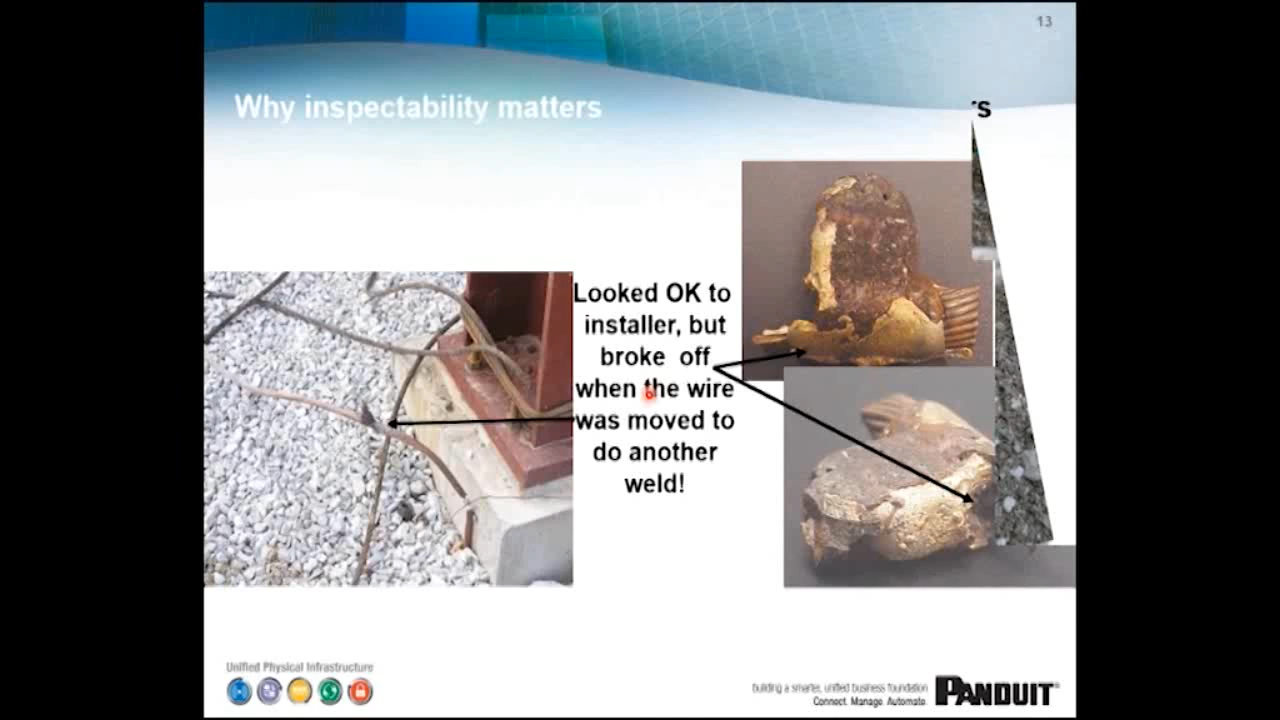 13
Why inspectability matters
rs
Looked OK to
installer, but
broke off
when the wire
was moved to
do another
weld!
Unified Physical Infrastructure
building a smarter, unified business foundation
Connect. Manage. Automate.
PANDUIT